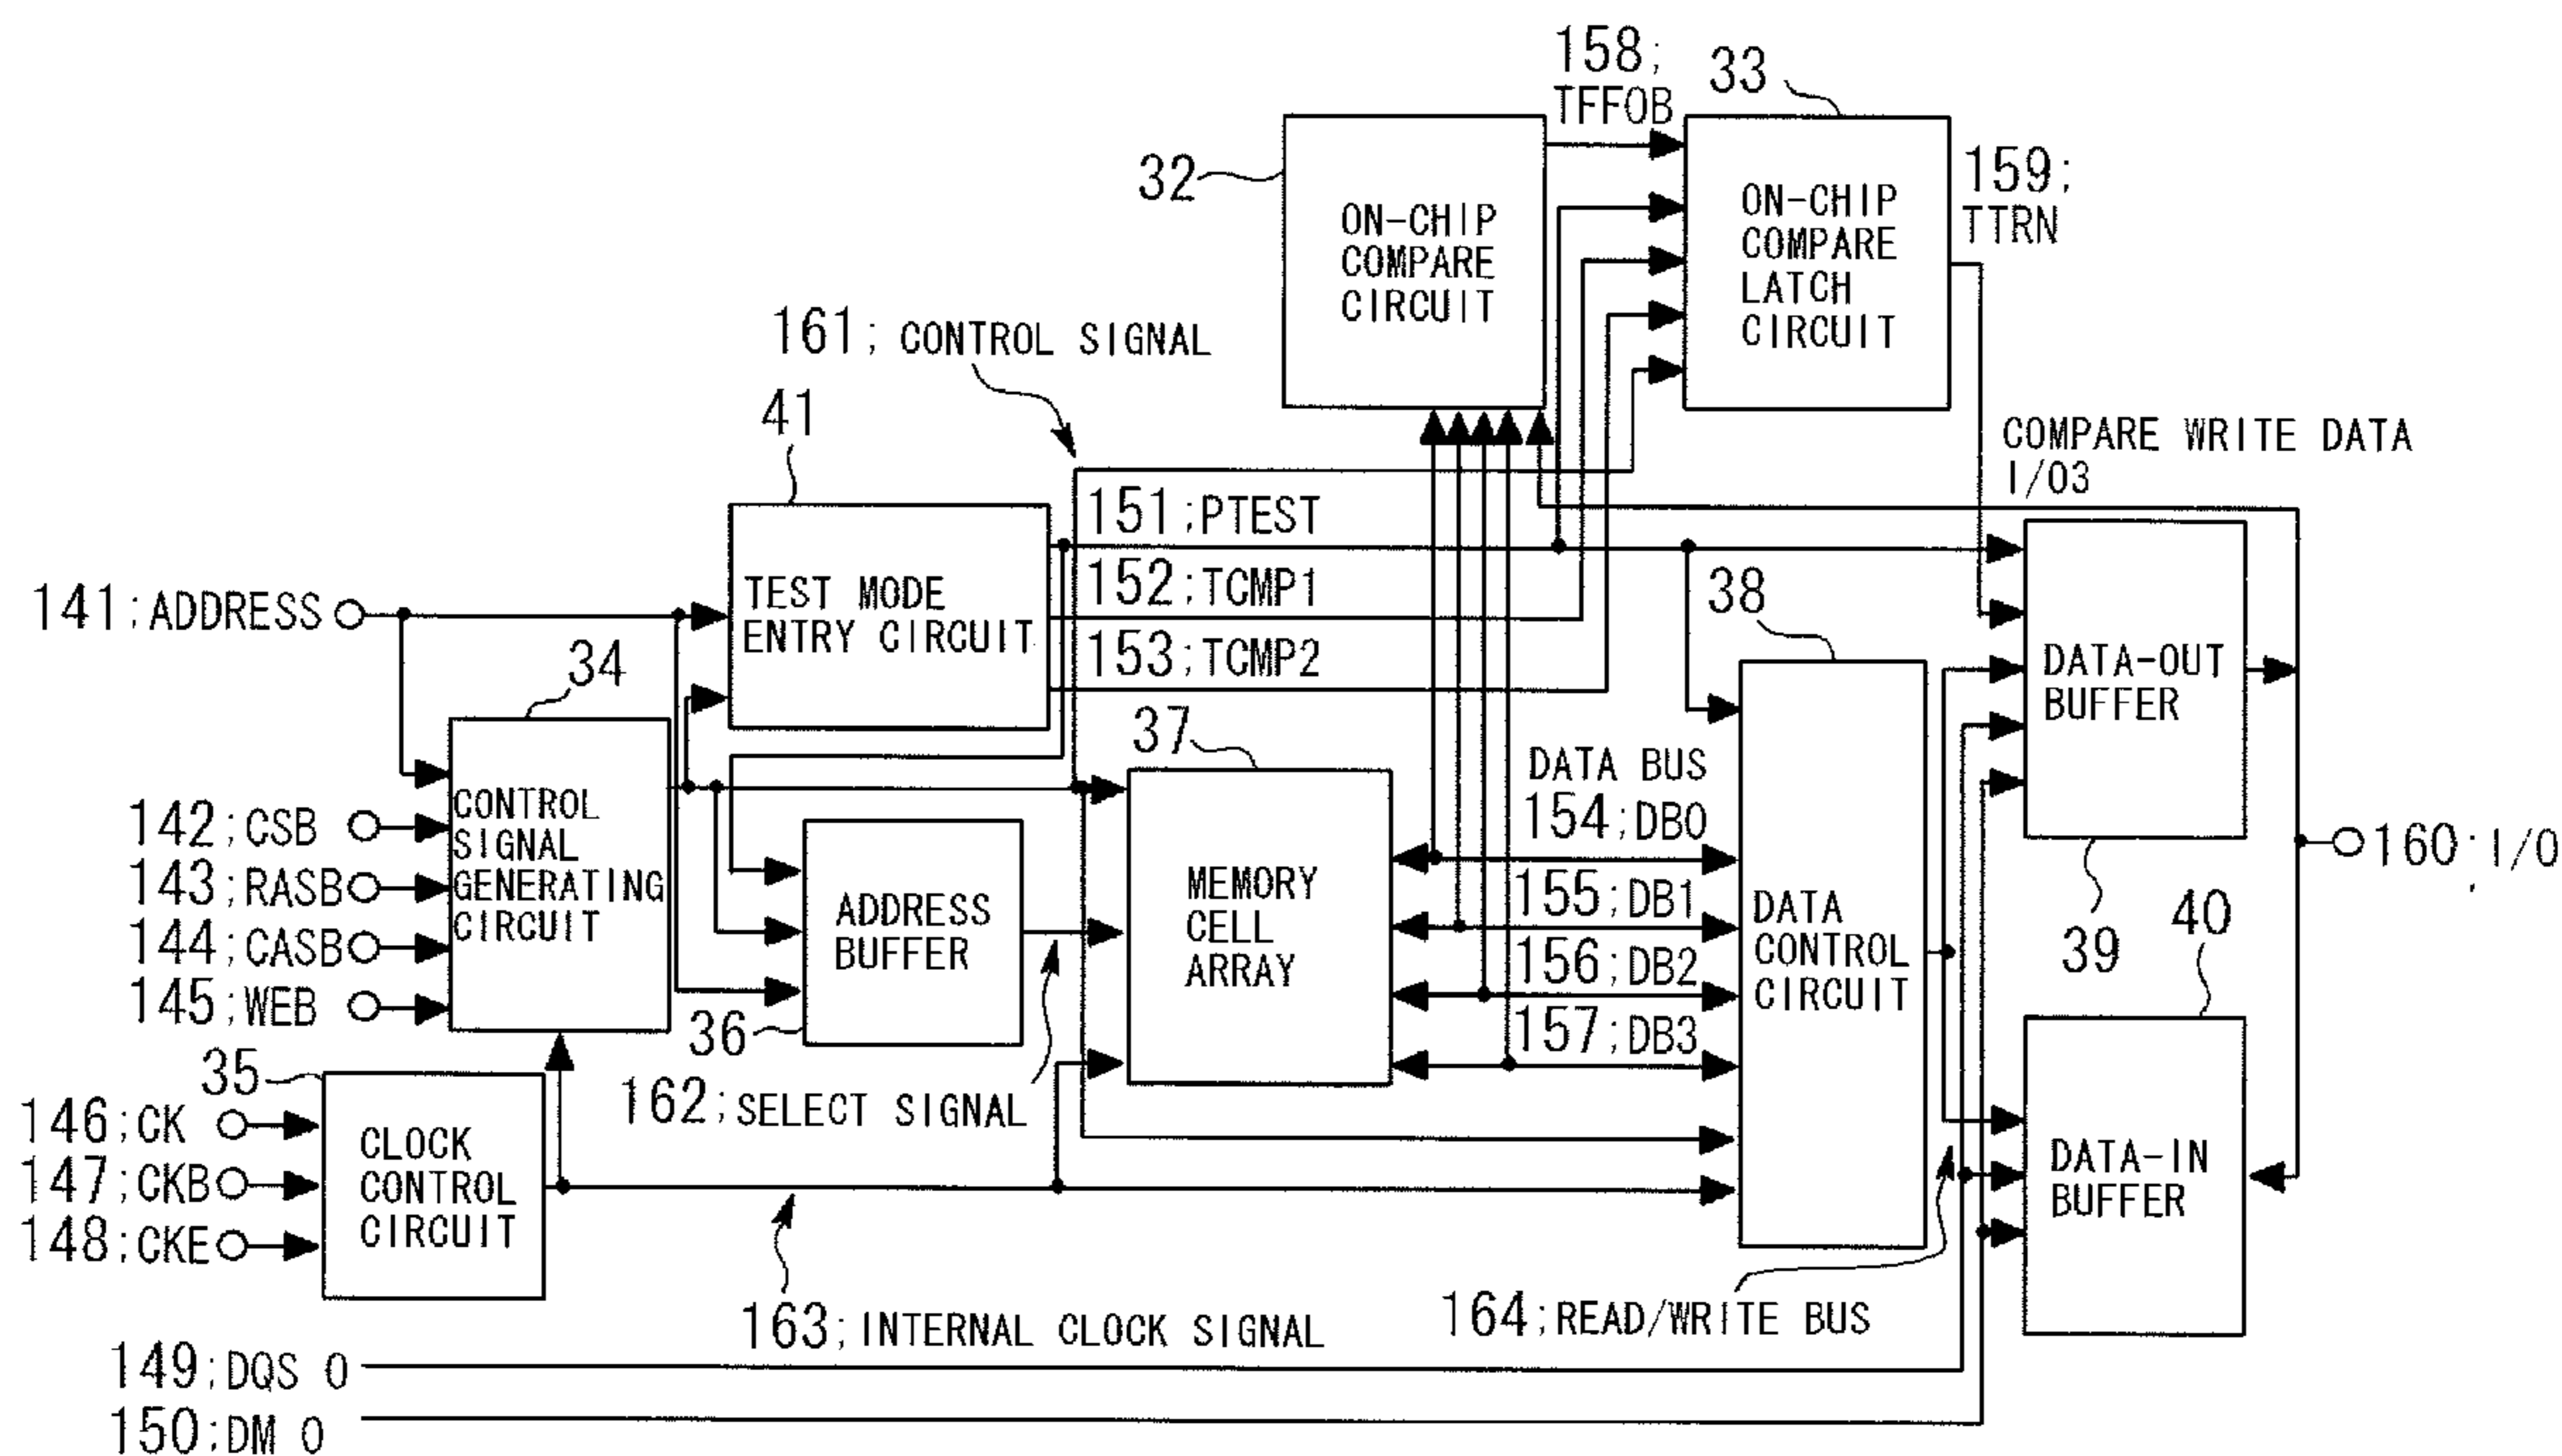 158;
TFFOB
33
32
ON-CHIP
COMPARE
CIRCUIT
ON-CHIP
COMPARE
LATCH
CIRCUIT
159;
TTRN
161; CONTROL SIGNAL
41
COMPARE WRITE DATA
I/O3
151;PTEST
152;TCMP1
153;TCMP2
TEST MODE
ENTRY CIRCUIT
141;ADDRESS
34
38
37
DATA-OUT
BUFFER
39
CONTROL
SIGNAL
GENERATING
CIRCUIT
142;CSB
143;RASB
144;CASB
145;WEB
DATA BUS
154;DB0
155;DB1
156;DB2
157;DB3
ADDRESS
BUFFER
36
MEMORY
CELL
ARRAY
DATA
CONTROL
CIRCUIT
160;I/O
40
35
162;SELECT SIGNAL
146;CK
147;CKB
148;CKE
CLOCK
CONTROL
CIRCUIT
DATA-IN
BUFFER
163;INTERNAL CLOCK SIGNAL
164;READ/WRITE BUS
149;DQS 0
150;DM 0